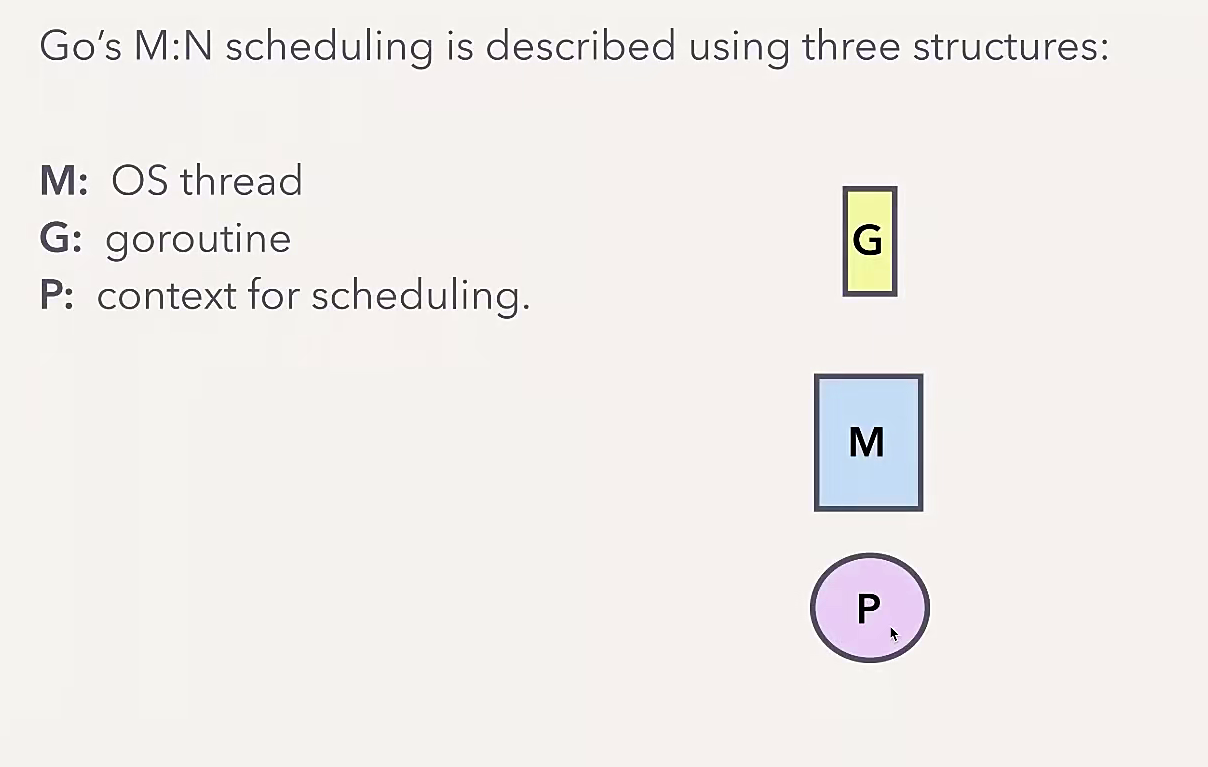 Go’s M:N scheduling is described using three structures:
M: OS thread
G: goroutine
P: context for scheduling.
G
M
P